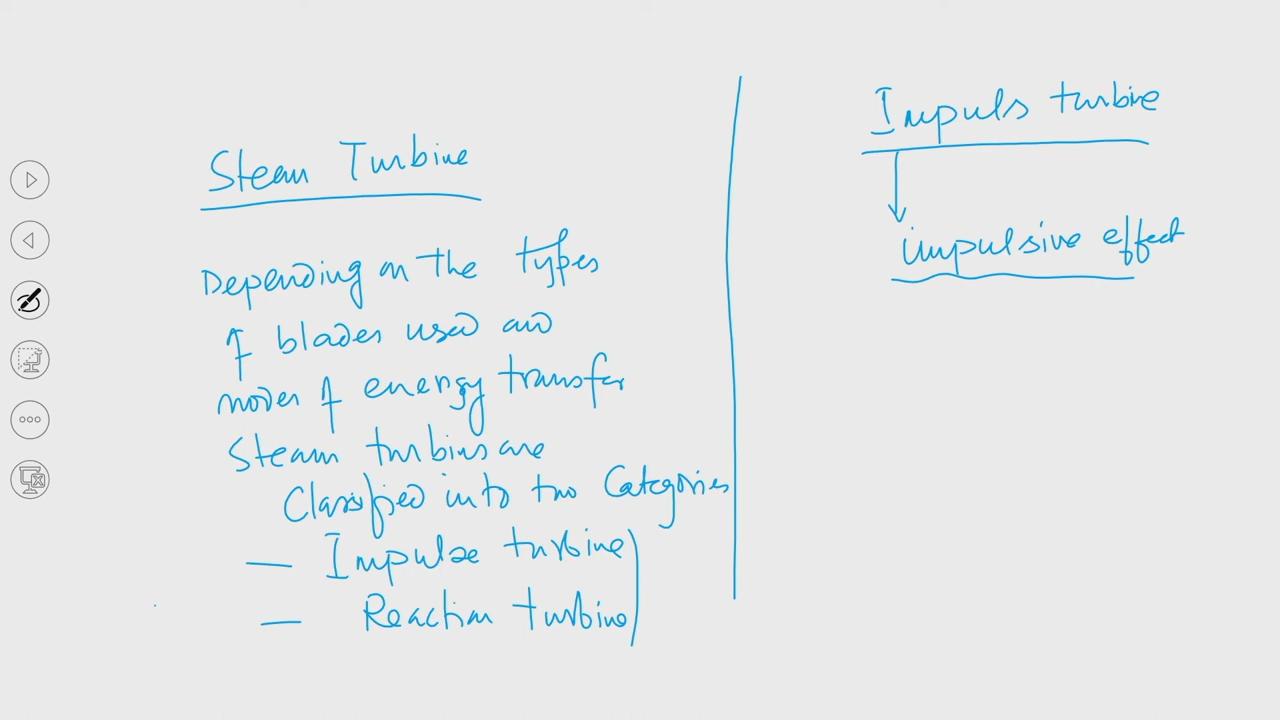 Steam Turbine
Depending on the types
of blades used and
modes of energy transfer
Steam turbins are
Classified into two Categories
— Impulse turbine
— Reaction turbine
Impuls turbine
impulsive effect